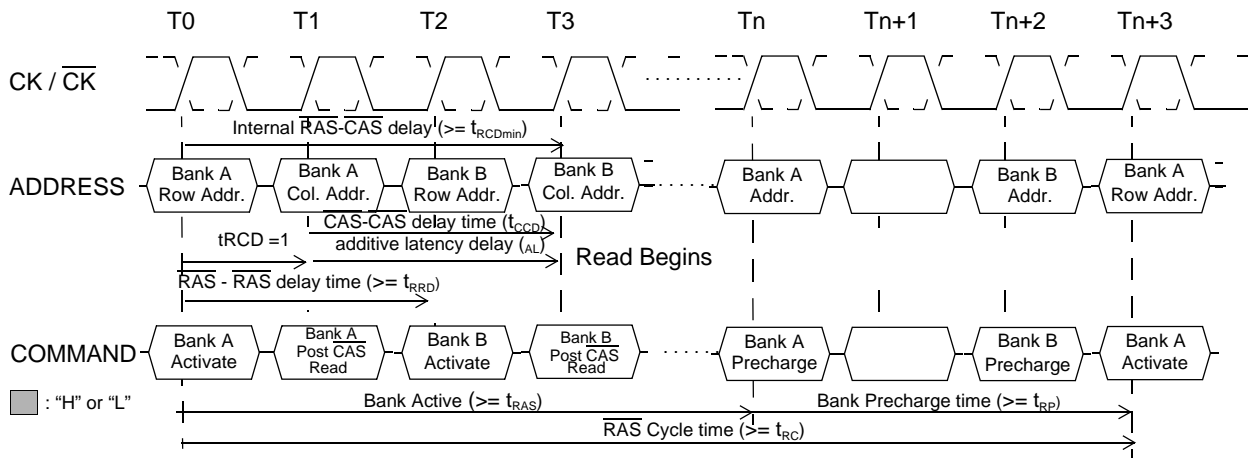 T0 T1 T2 T3 Tn Tn+1 Tn+2 Tn+3
CK / CK
Internal RAS-CAS delay (>= tRCDmin)
ADDRESS
Bank A
Row Addr.
Bank A
Col. Addr.
Bank B
Row Addr.
Bank B
Col. Addr.
Bank A
Addr.
Bank B
Addr.
Bank A
Row Addr.
CAS-CAS delay time (tCCD)
tRCD =1
additive latency delay (AL)
Read Begins
RAS - RAS delay time (>= tRRD)
COMMAND
Bank A
Activate
Bank A
Post CAS
Read
Bank B
Activate
Bank B
Post CAS
Read
Bank A
Precharge
Bank B
Precharge
Bank A
Activate
: “H” or “L”
Bank Active (>= tRAS)
Bank Precharge time (>= tRP)
RAS Cycle time (>= tRC)